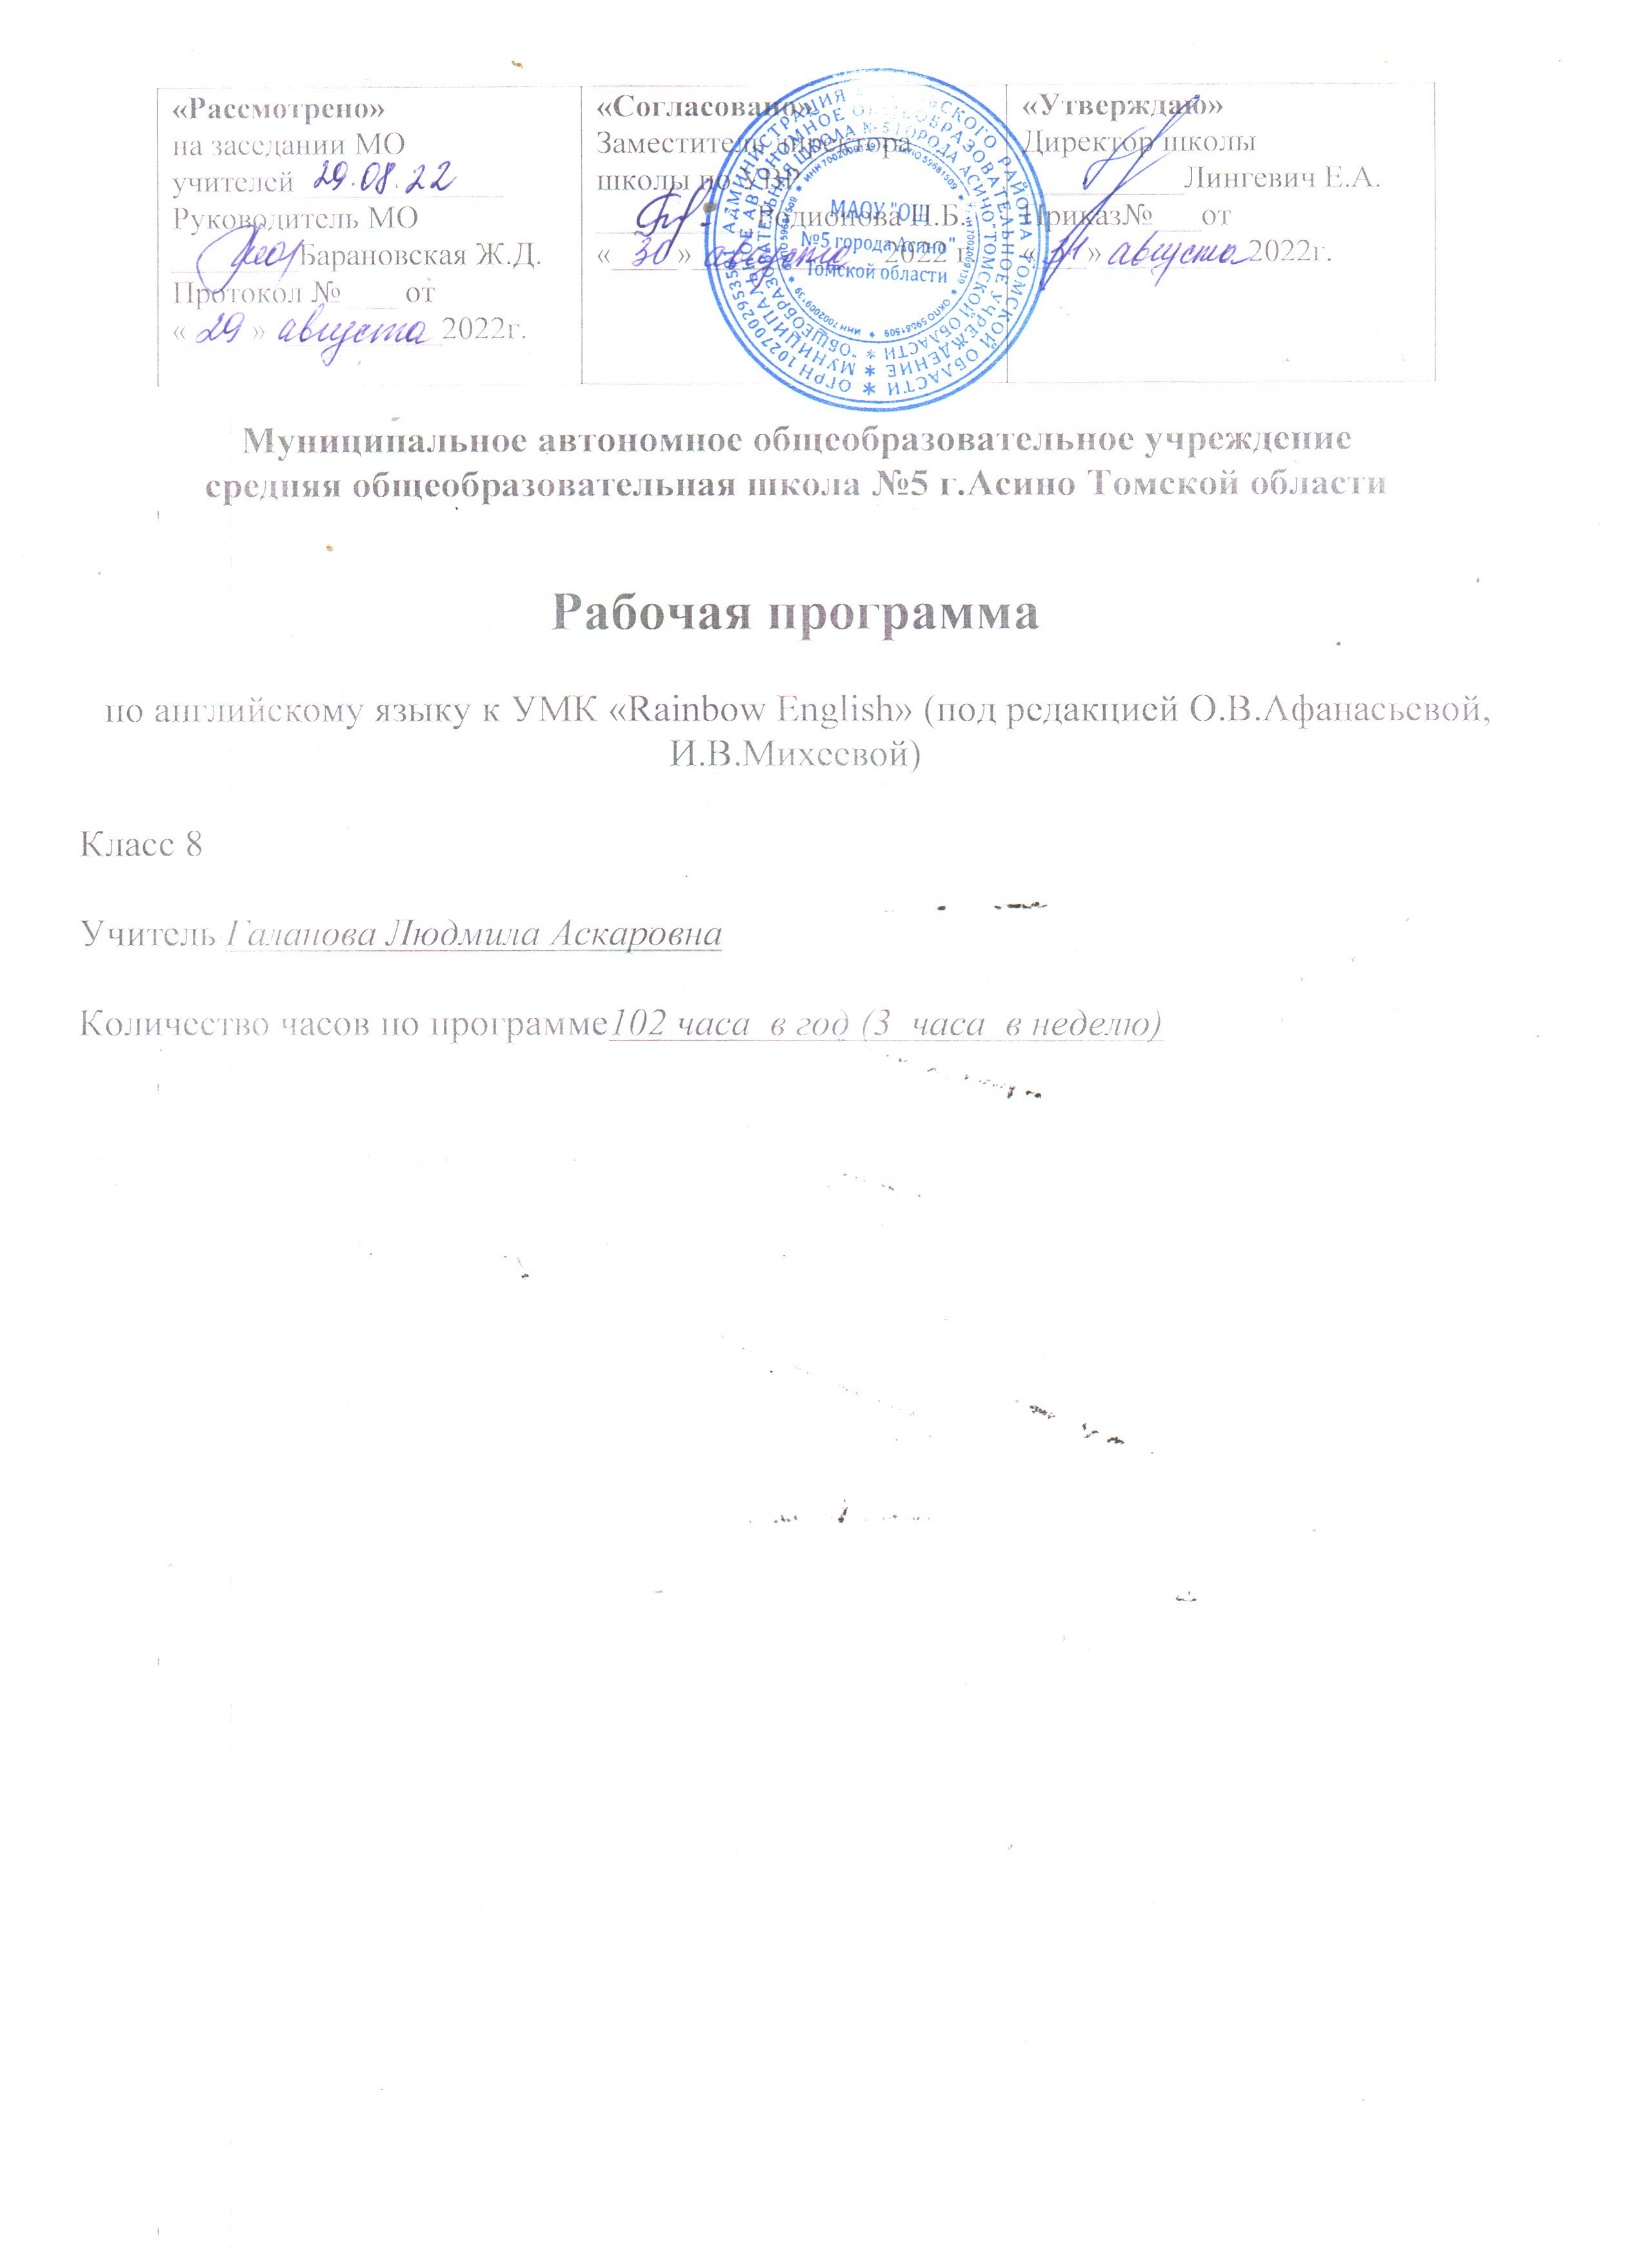 «Рассмотрено»
на заседании МО
учителей 29.08.22
Руководитель МО
Барановская Ж.Д.
Протокол № ____ от
« 29 » августа 2022г.
«Согласовано»
Заместитель директора
школы по УВР
Родионова Н.Б.
« 30 » августа 2022 г
«Утверждаю»
Директор школы
Лингевич Е.А.
Приказ№ ___ от
« 31 » августа 2022г.
МАОУ "ОШ
№5 города Асино"
Томской области
Муниципальное автономное общеобразовательное учреждение
средняя общеобразовательная школа №5 г.Асино Томской области
Рабочая программа
по английскому языку к УМК «Rainbow English» (под редакцией О.В.Афанасьевой,
И.В.Михеевой)
Класс 8
Учитель Галанова Людмила Аскаровна
Количество часов по программе102 часа в год (3 часа в неделю)